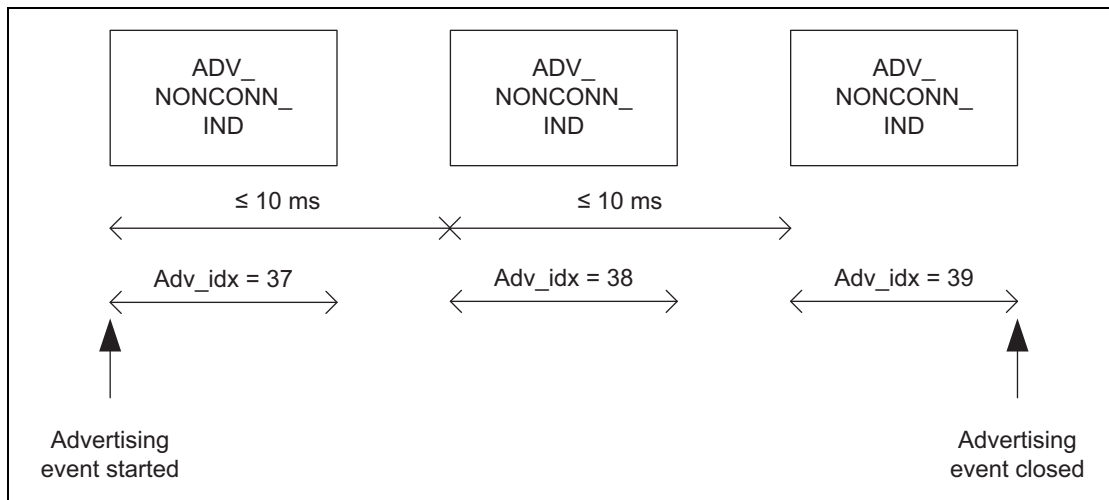 ADV_
NONCONN_
IND
ADV_
NONCONN_
IND
ADV_
NONCONN_
IND
≤ 10 ms
≤ 10 ms
Adv_idx = 37
Adv_idx = 38
Adv_idx = 39
Advertising
event started
Advertising
event closed